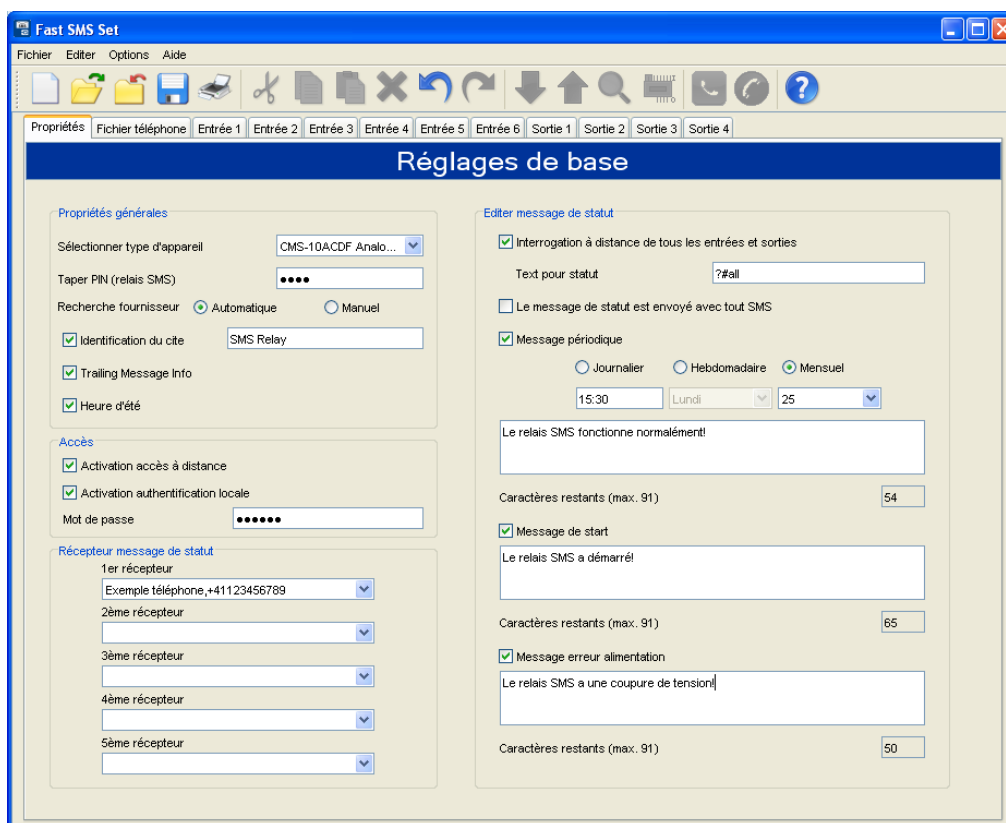 Fast SMS Set
Fichier Editer Options Aide
Propriétés Fichier téléphone Entrée 1 Entrée 2 Entrée 3 Entrée 4 Entrée 5 Entrée 6 Sortie 1 Sortie 2 Sortie 3 Sortie 4
Réglages de base
Propriétés générales
Sélectionner type d'appareil CMS-10ACDF Analo...
Taper PIN (relais SMS) ••••
Recherche fournisseur Automatique Manuel
Identification du cite SMS Relay
Trailing Message Info
Heure d'été
Accès
Activation accès à distance
Activation authentification locale
Mot de passe ••••••
Récepteur message de statut
1er récepteur
Exemple téléphone,+41123456789
2ème récepteur
3ème récepteur
4ème récepteur
5ème récepteur
Editer message de statut
Interrogation à distance de tous les entrées et sorties
Text pour statut ?#all
Le message de statut est envoyé avec tout SMS
Message périodique
Journalier Hebdomadaire Mensuel
15:30 Lundi 25
Le relais SMS fonctionne normalément!
Caractères restants (max. 91) 54
Message de start
Le relais SMS a démarré!
Caractères restants (max. 91) 65
Message erreur alimentation
Le relais SMS a une coupure de tension!
Caractères restants (max. 91) 50